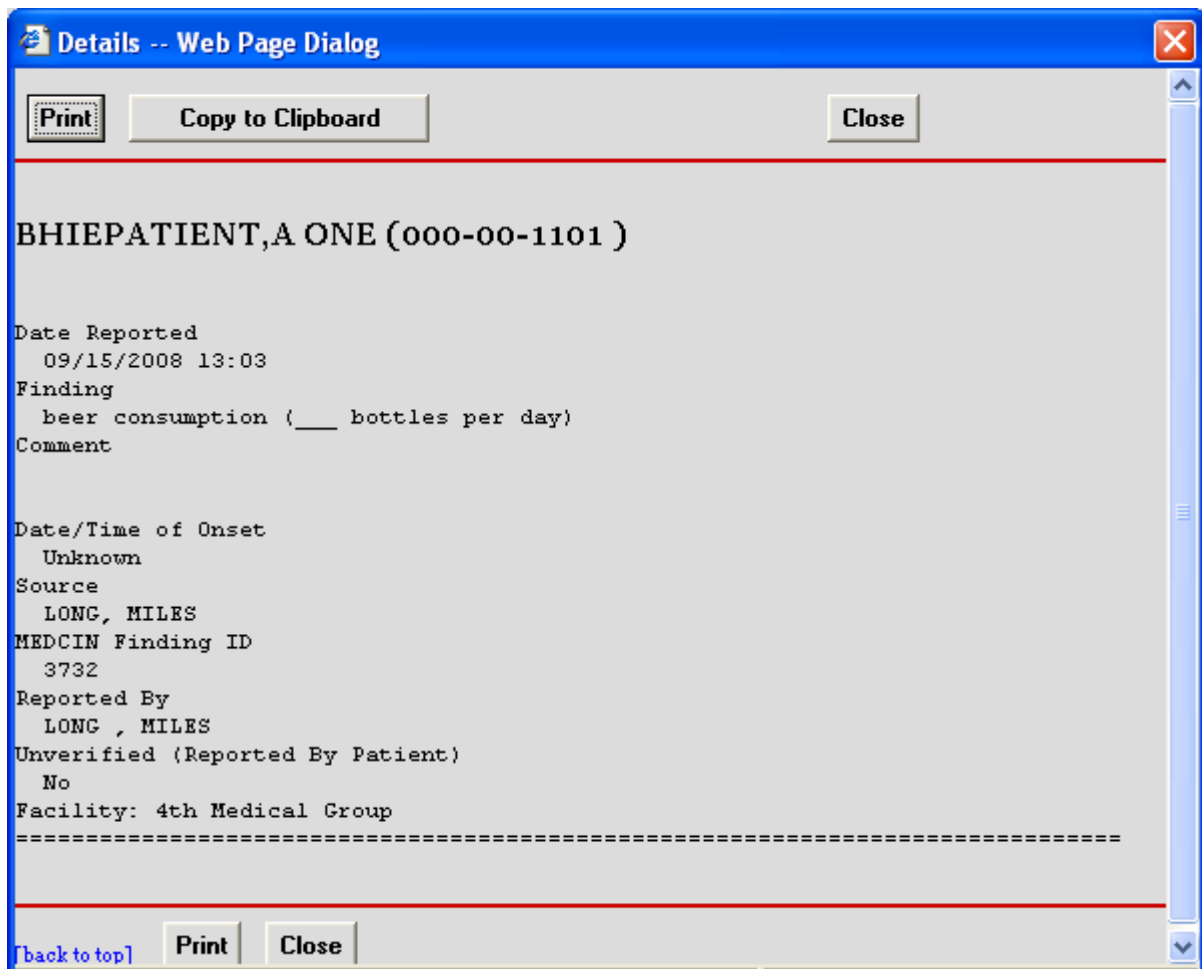 Details -- Web Page Dialog
Print Copy to Clipboard Close
BHIEPATIENT,A ONE (000-00-1101 )
Date Reported
09/15/2008 13:03
Finding
beer consumption (___ bottles per day)
Comment
Date/Time of Onset
Unknown
Source
LONG, MILES
MEDCIN Finding ID
3732
Reported By
LONG , MILES
Unverified (Reported By Patient)
No
Facility: 4th Medical Group
===============================================================================
[back to top] Print Close